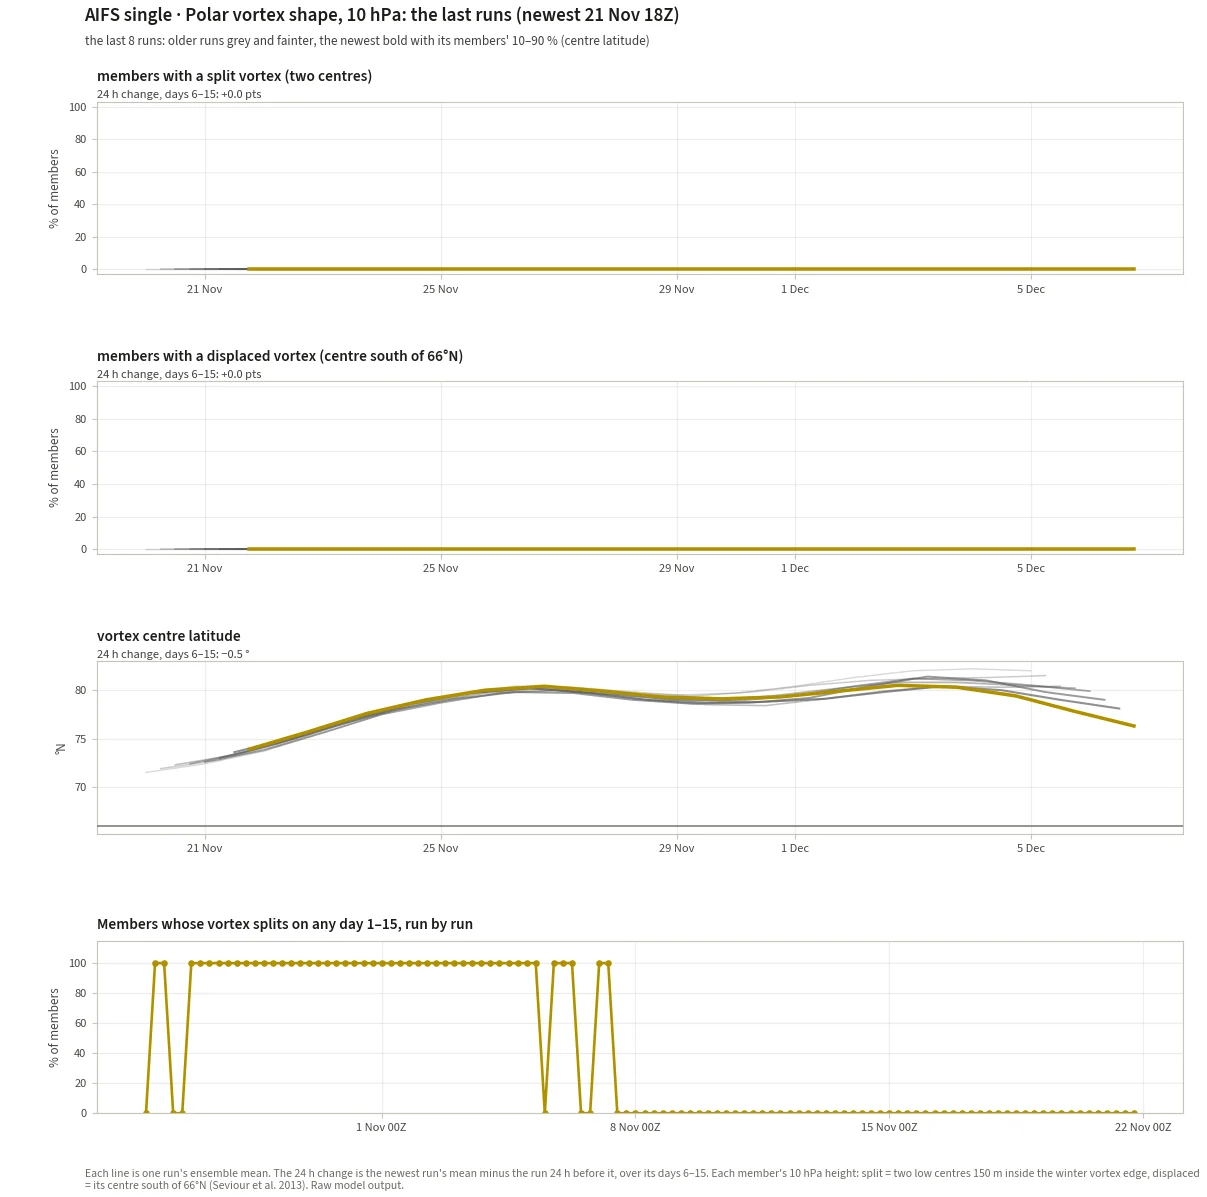 AIFS single · Polar vortex shape, 10 hPa: the last runs (newest 21 Nov 18Z)
the last 8 runs: older runs grey and fainter, the newest bold with its members' 10–90 % (centre latitude)
members with a split vortex (two centres)
24 h change, days 6–15: +0.0 pts
100
80
60
40
20
0
% of members
21 Nov
25 Nov
29 Nov
1 Dec
5 Dec
members with a displaced vortex (centre south of 66°N)
24 h change, days 6–15: +0.0 pts
100
80
60
40
20
0
% of members
21 Nov
25 Nov
29 Nov
1 Dec
5 Dec
vortex centre latitude
24 h change, days 6–15: −0.5 °
80
75
70
°N
21 Nov
25 Nov
29 Nov
1 Dec
5 Dec
Members whose vortex splits on any day 1–15, run by run
100
80
60
40
20
0
% of members
1 Nov 00Z
8 Nov 00Z
15 Nov 00Z
22 Nov 00Z
Each line is one run's ensemble mean. The 24 h change is the newest run's mean minus the run 24 h before it, over its days 6–15. Each member's 10 hPa height: split = two low centres 150 m inside the winter vortex edge, displaced
= its centre south of 66°N (Seviour et al. 2013). Raw model output.